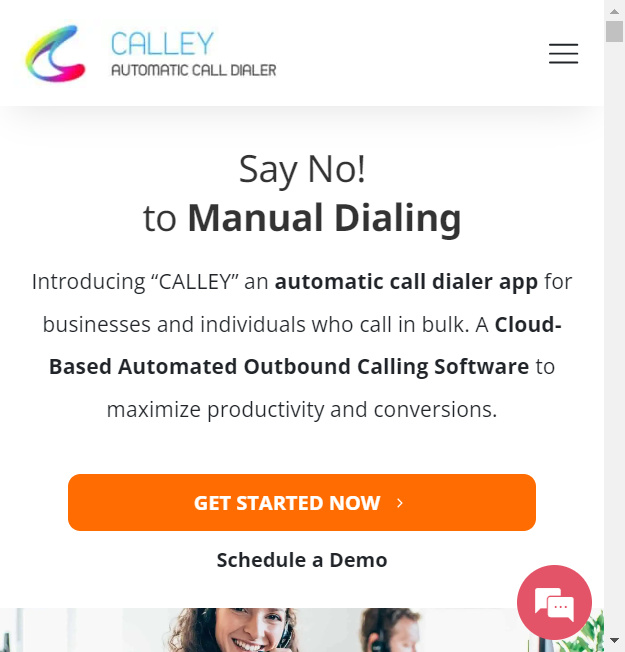 CALLEY
AUTOMATIC CALL DIALER
Say No!
to Manual Dialing
Introducing “CALLEY” an automatic call dialer app for
businesses and individuals who call in bulk. A Cloud-
Based Automated Outbound Calling Software to
maximize productivity and conversions.
GET STARTED NOW
Schedule a Demo